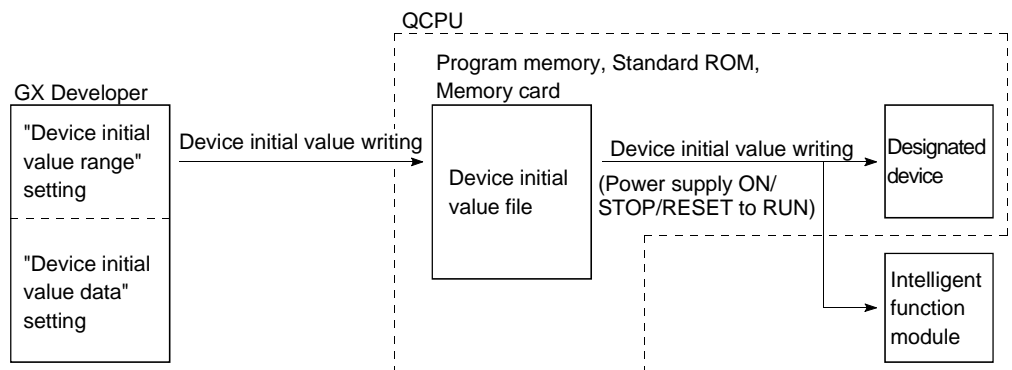 QCPU
Program memory, Standard ROM,
Memory card
GX Developer
"Device initial
value range"
setting
"Device initial
value data"
setting
Device initial value writing
Device initial
value file
Device initial value writing
(Power supply ON/
STOP/RESET to RUN)
Designated
device
Intelligent
function
module